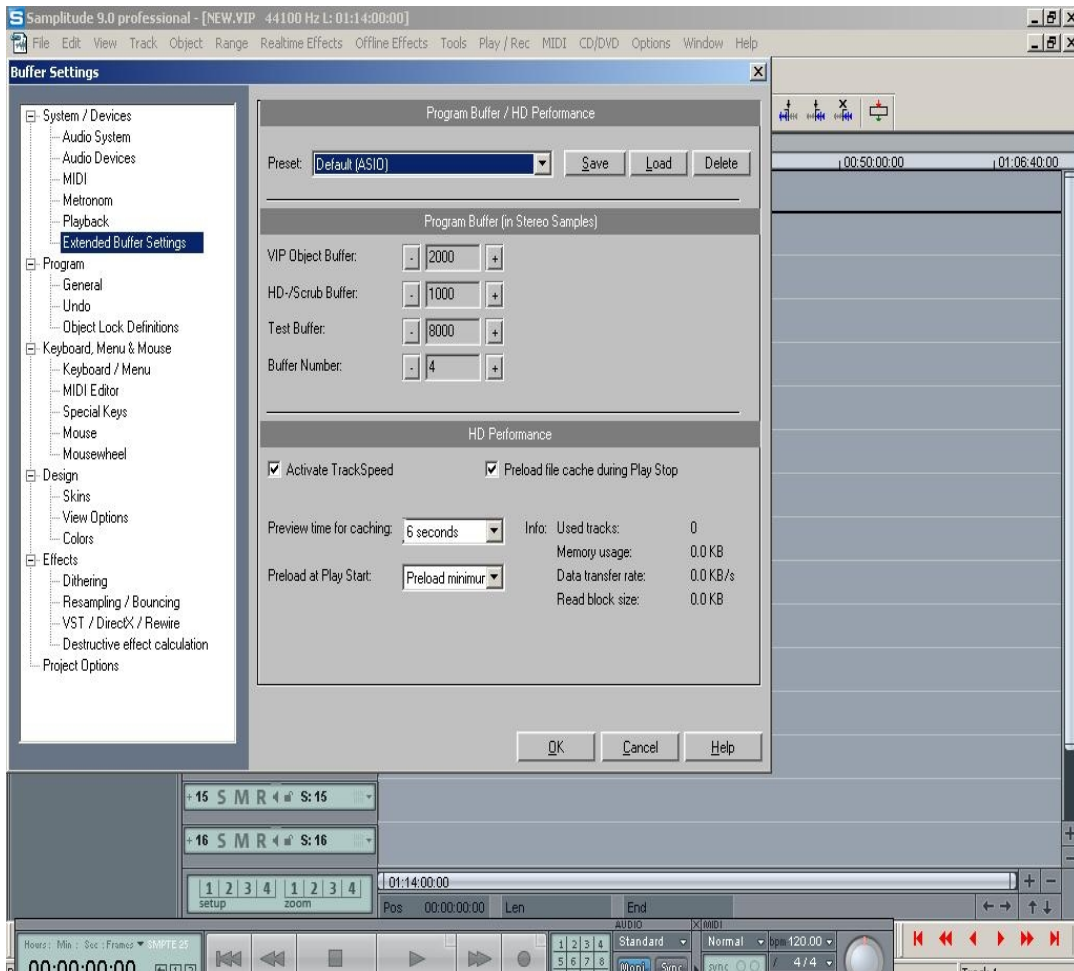 Samplitude 9.0 professional - [NEW.VIP 44100 Hz L: 01:14:00:00]
File Edit View Track Object Range Realtime Effects Offline Effects Tools Play / Rec MIDI CD/DVD Options Window Help
Buffer Settings
System / Devices
Audio System
Audio Devices
MIDI
Metronom
Playback
Extended Buffer Settings
Program
General
Undo
Object Lock Definitions
Keyboard, Menu & Mouse
Keyboard / Menu
MIDI Editor
Special Keys
Mouse
Mousewheel
Design
Skins
View Options
Colors
Effects
Dithering
Resampling / Bouncing
VST / DirectX / Rewire
Destructive effect calculation
Project Options
Program Buffer / HD Performance
Preset: Default (ASIO) Save Load Delete
Program Buffer (in Stereo Samples)
VIP Object Buffer: - 2000 +
HD-/Scrub Buffer: - 1000 +
Test Buffer: - 8000 +
Buffer Number: - 4 +
HD Performance
Activate TrackSpeed Preload file cache during Play Stop
Preview time for caching: 6 seconds Info: Used tracks: 0
Memory usage: 0.0 KB
Preload at Play Start: Preload minimur Data transfer rate: 0.0 KB/s
Read block size: 0.0 KB
OK Cancel Help
00:50:00:00 01:06:40:00
15 S M R S: 15
16 S M R S: 16
1 2 3 4 1 2 3 4
setup zoom
01:14:00:00
Pos 00:00:00:00 Len End
Hours : Min : Sec : Frames SMPTE 25
00:00:00:00
1 2 3 4
5 6 7 8
AUDIO MIDI
Standard Normal bpm 120.00
Moni Sync sync 4/4
Track 1